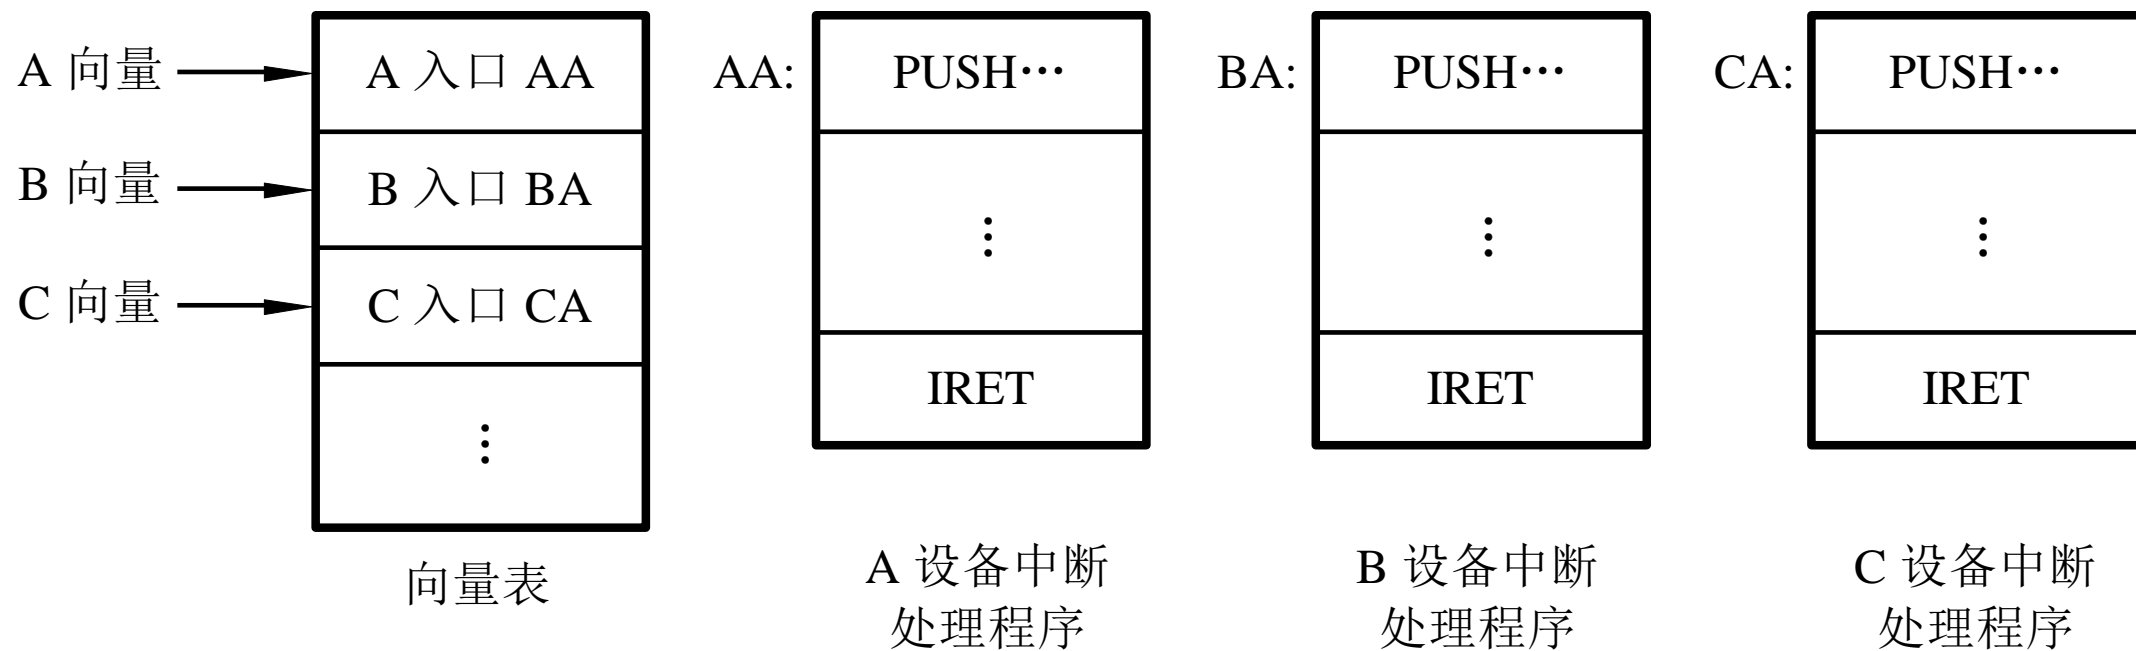 A 向量
A 入口 AA
AA:
PUSH…
BA:
PUSH…
CA:
PUSH…
B 向量
B 入口 BA
⋮
⋮
⋮
C 向量
C 入口 CA
IRET
IRET
IRET
⋮
向量表
A 设备中断
处理程序
B 设备中断
处理程序
C 设备中断
处理程序